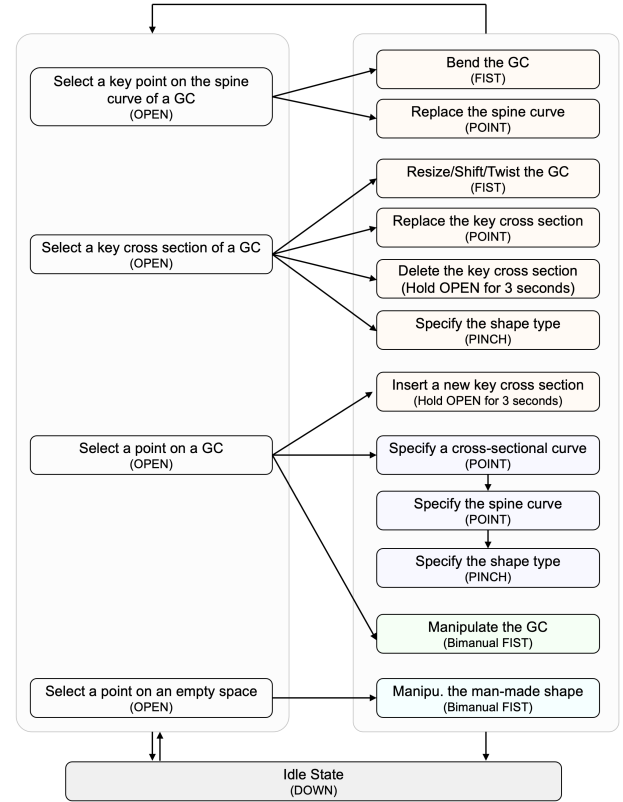 Select a key point on the spine
curve of a GC
(OPEN)
Bend the GC
(FIST)
Replace the spine curve
(POINT)
Select a key cross section of a GC
(OPEN)
Resize/Shift/Twist the GC
(FIST)
Replace the key cross section
(POINT)
Delete the key cross section
(Hold OPEN for 3 seconds)
Specify the shape type
(PINCH)
Select a point on a GC
(OPEN)
Insert a new key cross section
(Hold OPEN for 3 seconds)
Specify a cross-sectional curve
(POINT)
Specify the spine curve
(POINT)
Specify the shape type
(PINCH)
Manipulate the GC
(Bimanual FIST)
Select a point on an empty space
(OPEN)
Manipu. the man-made shape
(Bimanual FIST)
Idle State
(DOWN)